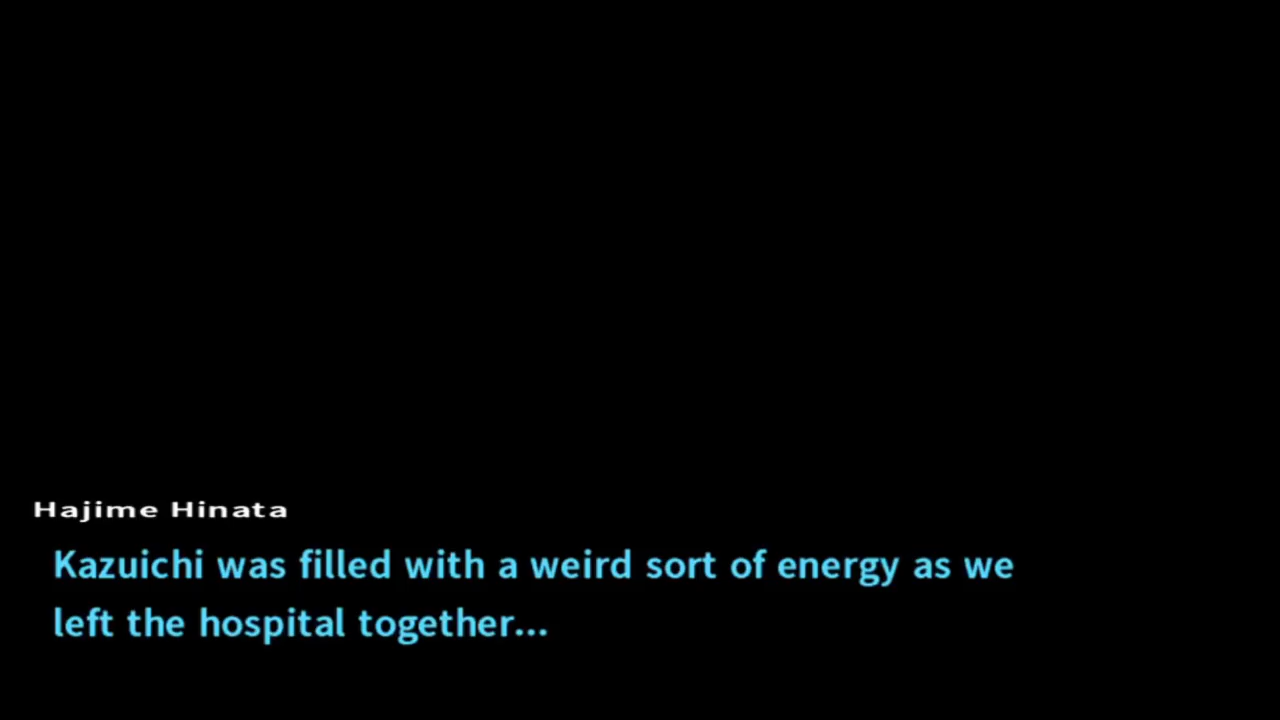 Hajime Hinata
Kazuichi was filled with a weird sort of energy as we
left the hospital together...